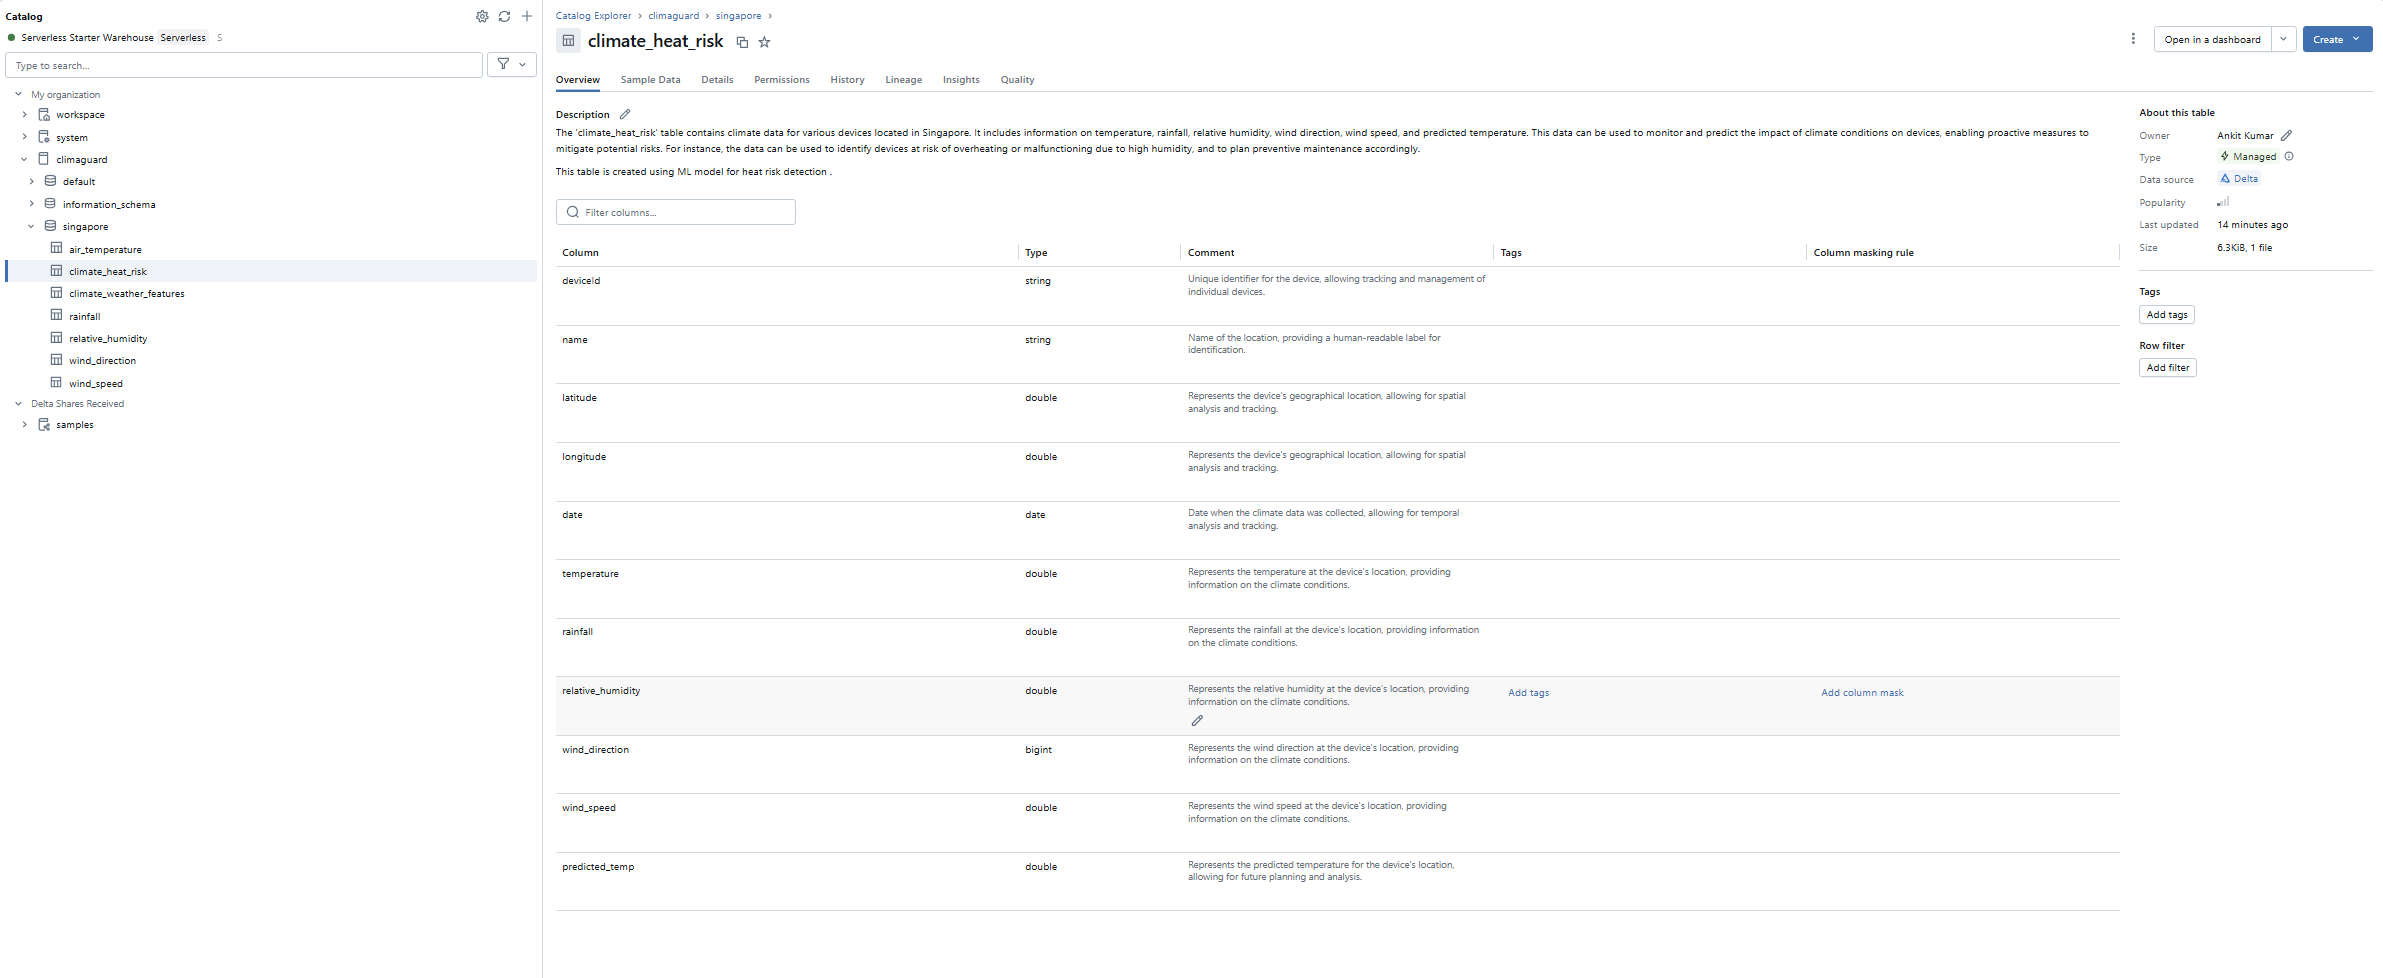 Catalog
Serverless Starter Warehouse Serverless S
Type to search...
My organization
workspace
system
climaguard
default
information_schema
singapore
air_temperature
climate_heat_risk
climate_weather_features
rainfall
relative_humidity
wind_direction
wind_speed
Delta Shares Received
samples
Catalog Explorer > climaguard > singapore >
climate_heat_risk
Open in a dashboard
Create
Overview Sample Data Details Permissions History Lineage Insights Quality
Description
The 'climate_heat_risk' table contains climate data for various devices located in Singapore. It includes information on temperature, rainfall, relative humidity, wind direction, wind speed, and predicted temperature. This data can be used to monitor and predict the impact of climate conditions on devices, enabling proactive measures to
mitigate potential risks. For instance, the data can be used to identify devices at risk of overheating or malfunctioning due to high humidity, and to plan preventive maintenance accordingly.
This table is created using ML model for heat risk detection .
Filter columns...
Column Type Comment Tags Column masking rule
deviceId string Unique identifier for the device, allowing tracking and management of
individual devices.
name string Name of the location, providing a human-readable label for
identification.
latitude double Represents the device's geographical location, allowing for spatial
analysis and tracking.
longitude double Represents the device's geographical location, allowing for spatial
analysis and tracking.
date date Date when the climate data was collected, allowing for temporal
analysis and tracking.
temperature double Represents the temperature at the device's location, providing
information on the climate conditions.
rainfall double Represents the rainfall at the device's location, providing information
on the climate conditions.
relative_humidity double Represents the relative humidity at the device's location, providing
information on the climate conditions.
Add tags Add column mask
wind_direction bigint Represents the wind direction at the device's location, providing
information on the climate conditions.
wind_speed double Represents the wind speed at the device's location, providing
information on the climate conditions.
predicted_temp double Represents the predicted temperature for the device's location,
allowing for future planning and analysis.
About this table
Owner Ankit Kumar
Type Managed
Data source Delta
Popularity
Last updated 14 minutes ago
Size 6.3KiB, 1 file
Tags
Add tags
Row filter
Add filter